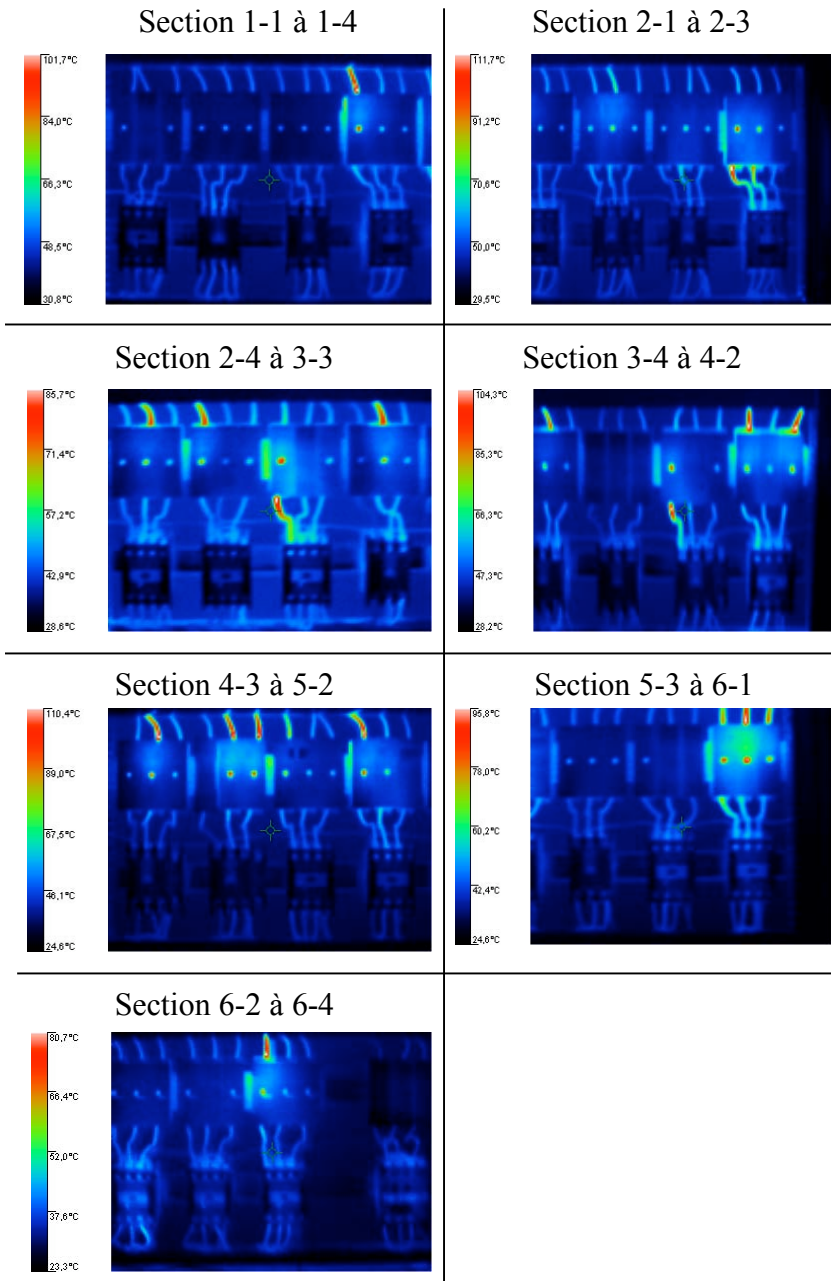 Section 1-1 à 1-4
101,7°C
84,0°C
66,3°C
48,5°C
30,8°C
Section 2-1 à 2-3
111,7°C
91,2°C
70,6°C
50,0°C
29,5°C
Section 2-4 à 3-3
85,7°C
71,4°C
57,2°C
42,9°C
28,6°C
Section 3-4 à 4-2
104,3°C
85,3°C
66,3°C
47,3°C
28,2°C
Section 4-3 à 5-2
110,4°C
89,0°C
67,5°C
46,1°C
24,6°C
Section 5-3 à 6-1
95,8°C
78,0°C
60,2°C
42,4°C
24,6°C
Section 6-2 à 6-4
80,7°C
66,4°C
52,0°C
37,6°C
23,3°C